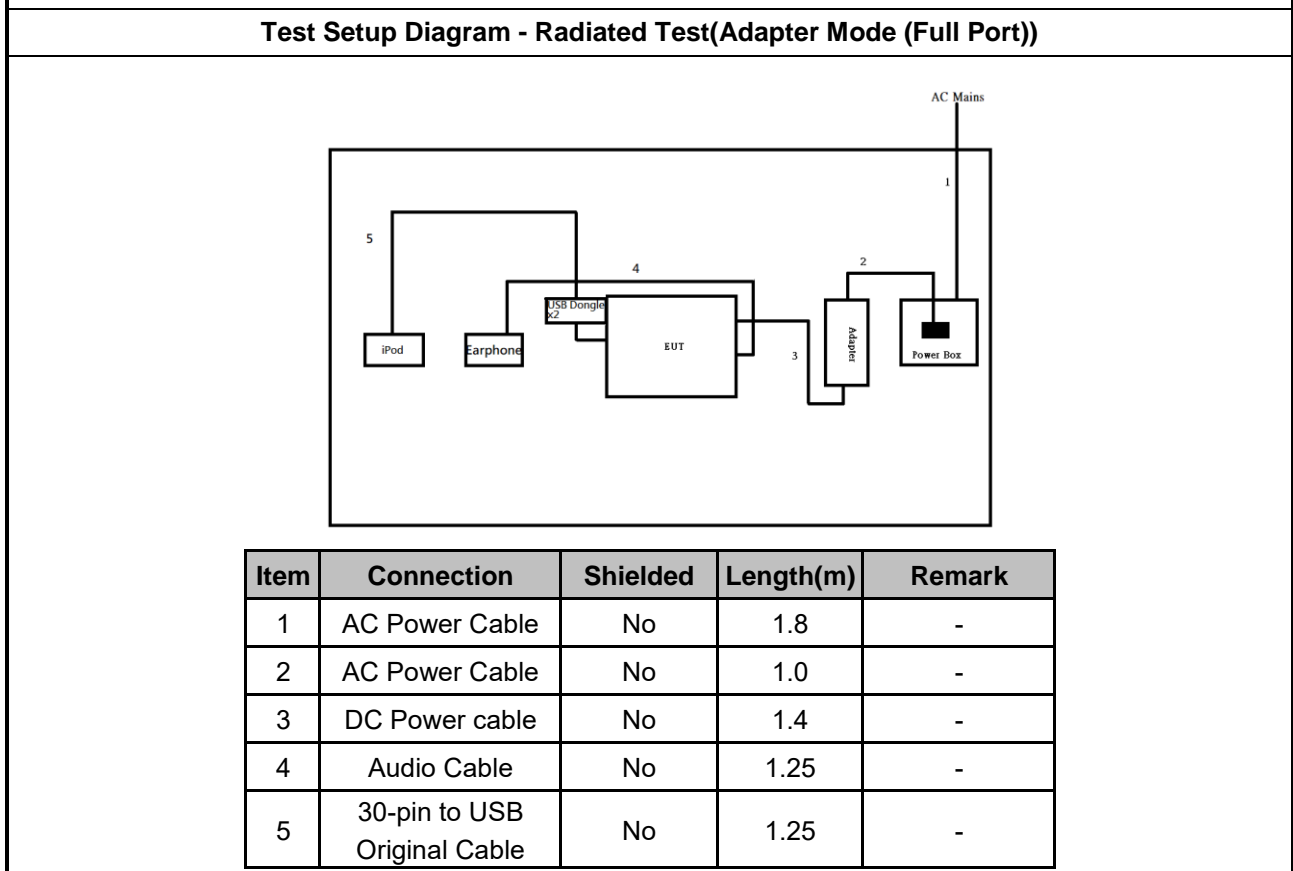 Test Setup Diagram - Radiated Test(Adapter Mode (Full Port))
AC Mains
1
5
4
2
USB Dongle
x2
iPod
Earphone
EUT
3
Adapter
Power Box
Item Connection Shielded Length(m) Remark
1 AC Power Cable No 1.8 -
2 AC Power Cable No 1.0 -
3 DC Power cable No 1.4 -
4 Audio Cable No 1.25 -
5 30-pin to USB
Original Cable No 1.25 -